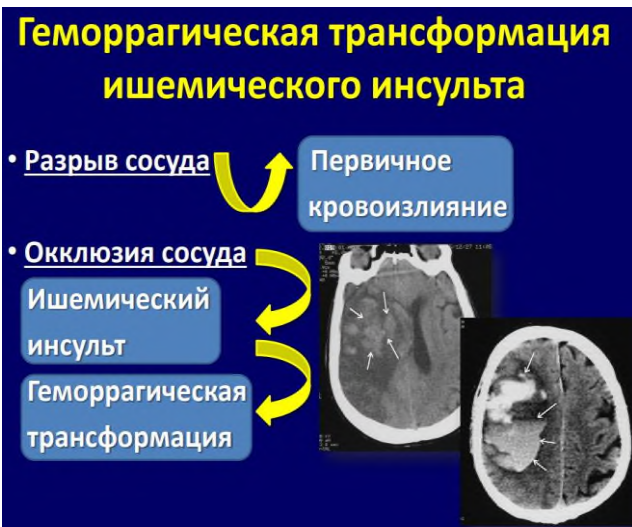 Геморрагическая трансформация
ишемического инсульта
• Разрыв сосуда
Первичное
кровоизлияние
• Окклюзия сосуда
Ишемический
инсульт
Геморрагическая
трансформация